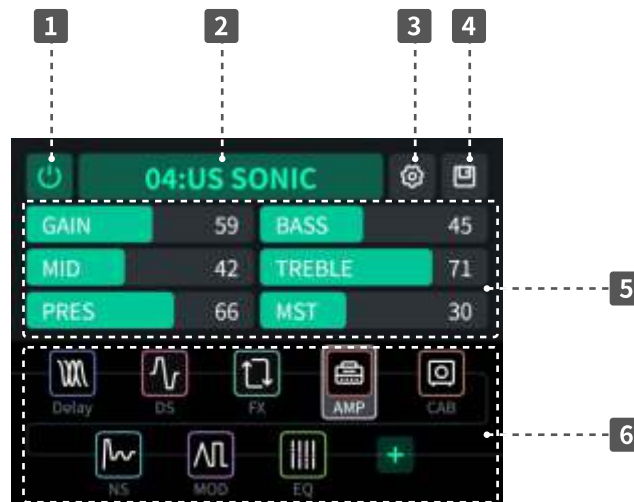 1 2 3 4
04:US SONIC
GAIN 59 BASS 45
MID 42 TREBLE 71
5
PRES 66 MST 30
Delay DS FX AMP CAB
6
NS MOD EQ